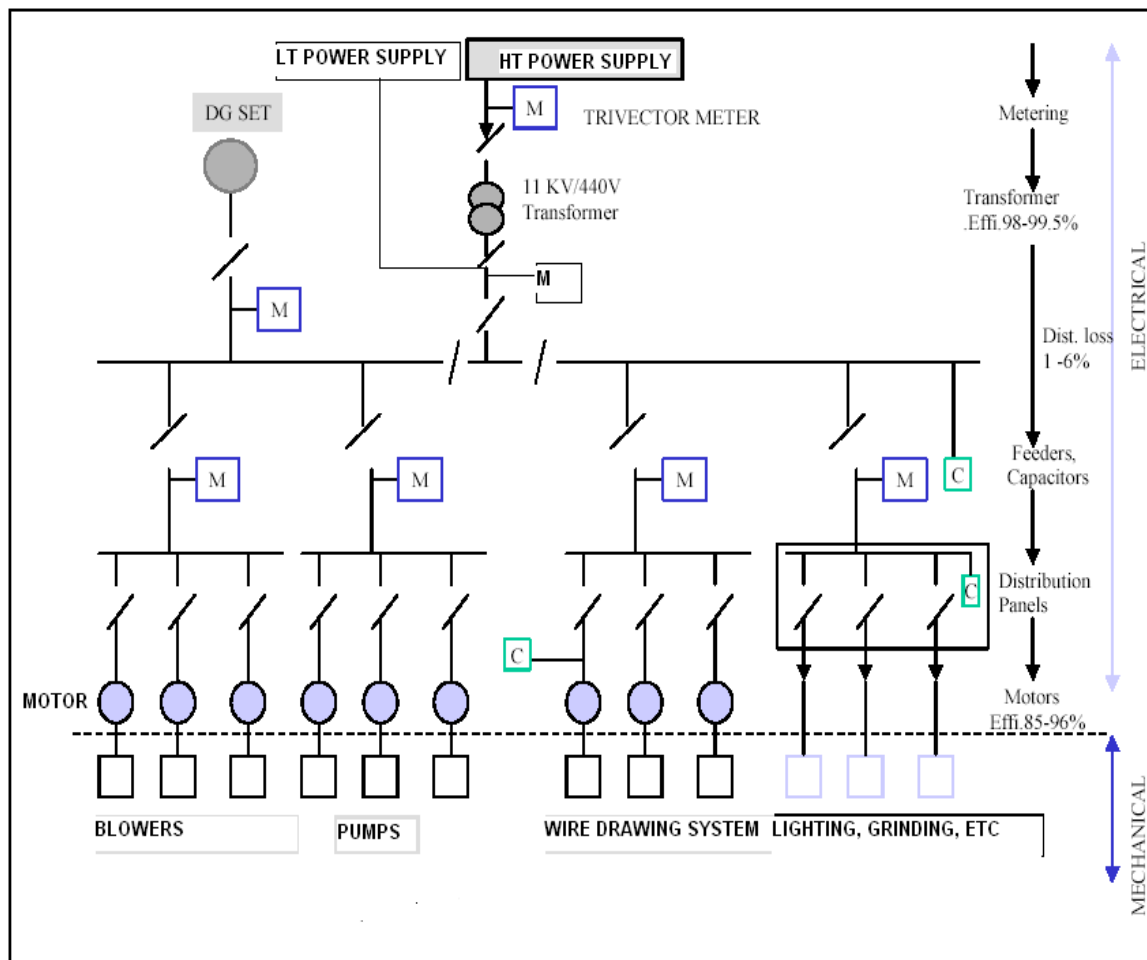 LT POWER SUPPLY
HT POWER SUPPLY
DG SET
M
TRIVECTOR METER
Metering
11 KV/440V
Transformer
Transformer
.Effi.98-99.5%
M
M
ELECTRICAL
Dist. loss
1 -6%
M
M
M
M
C
Feeders,
Capacitors
C
Distribution
Panels
C
MOTOR
Motors
Effi.85-96%
BLOWERS
PUMPS
WIRE DRAWING SYSTEM
LIGHTING, GRINDING, ETC
MECHANICAL